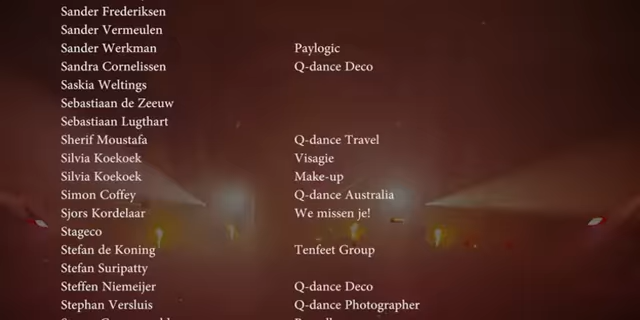 Sander Frederiksen
Sander Vermeulen
Sander Werkman Paylogic
Sandra Cornelissen Q-dance Deco
Saskia Weltings
Sebastiaan de Zeeuw
Sebastiaan Lugthart
Sherif Moustafa Q-dance Travel
Silvia Koekoek Visagie
Silvia Koekoek Make-up
Simon Coffey Q-dance Australia
Sjors Kordelaar We missen je!
Stageco
Stefan de Koning Tenfeet Group
Stefan Suripatty
Steffen Niemeijer Q-dance Deco
Stephan Versluis Q-dance Photographer